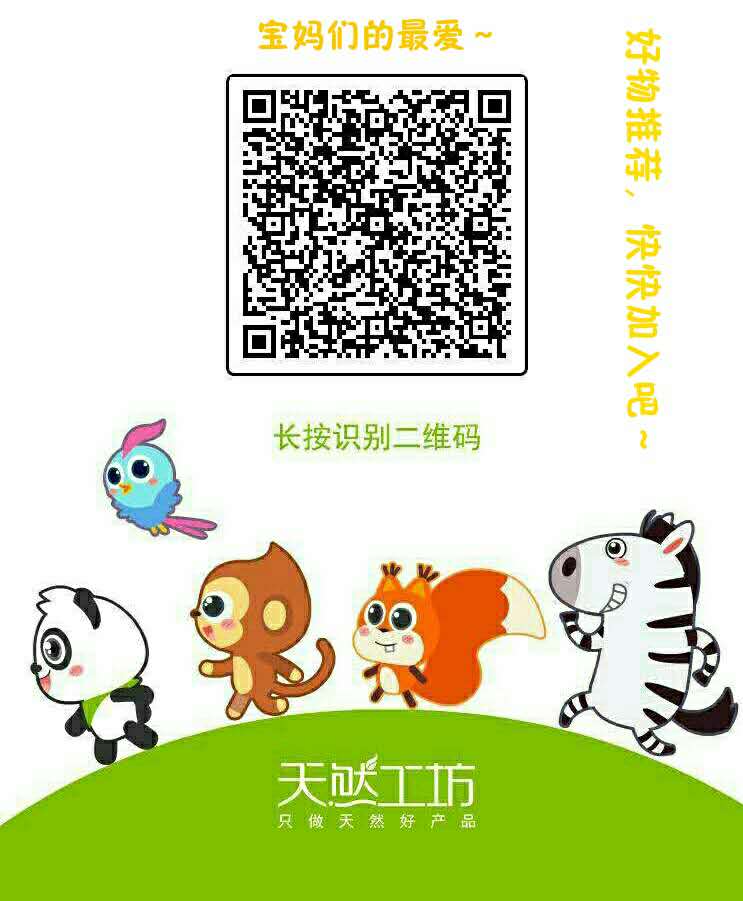 宝妈们的最爱～
好物推荐，快快加入吧～
长按识别二维码
天然工坊
只做天然好产品